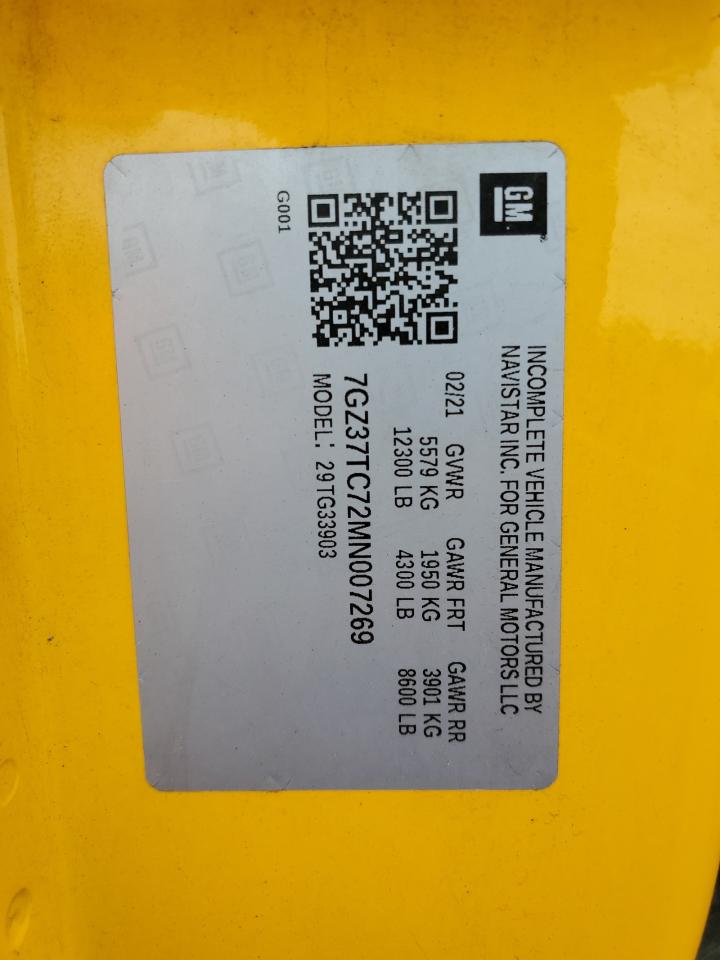 GM
INCOMPLETE VEHICLE MANUFACTURED BY
NAVISTAR INC. FOR GENERAL MOTORS LLC
02/21 GVWR GAWR FRT GAWR RR
5579 KG 1950 KG 3901 KG
12300 LB 4300 LB 8600 LB
7GZ37TC72MN007269
MODEL: 29TG33903
G001